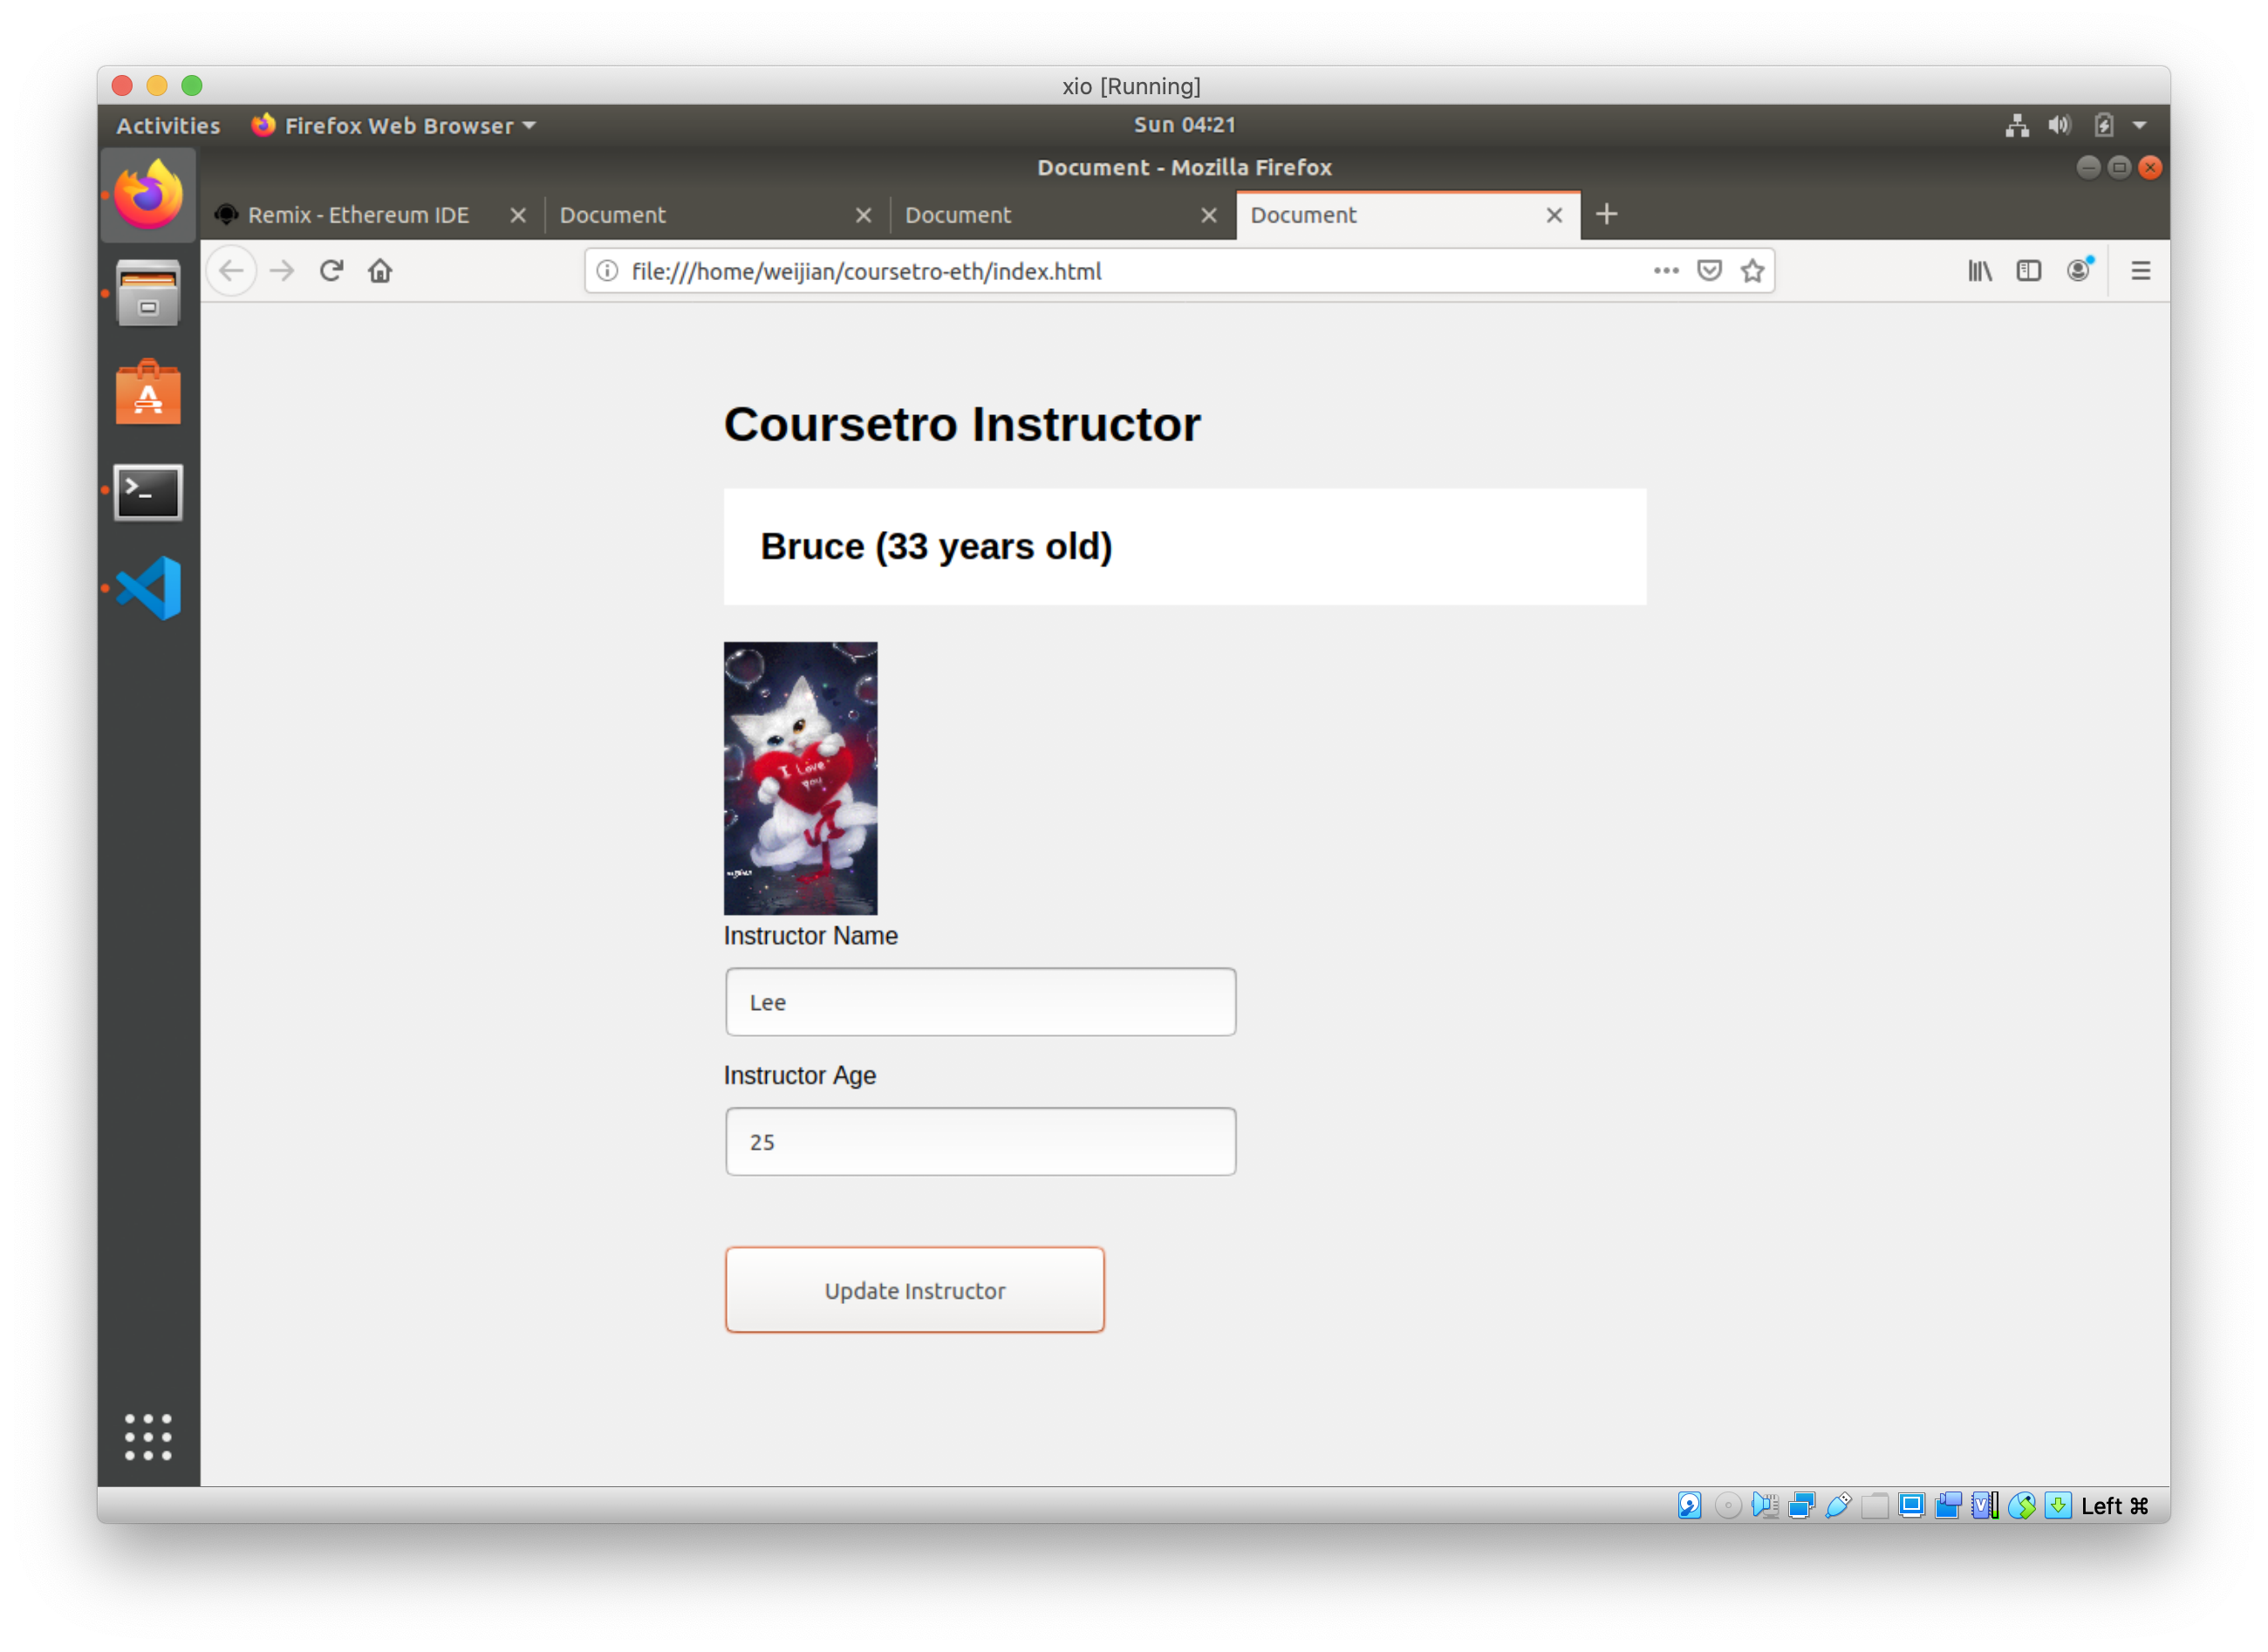 xio [Running]
Activities Firefox Web Browser Sun 04:21
Document - Mozilla Firefox
Remix - Ethereum IDE Document Document Document
file:///home/weijian/coursetro-eth/index.html
Coursetro Instructor
Bruce (33 years old)
I Love
you
Instructor Name
Lee
Instructor Age
25
Update Instructor
Left ⌘